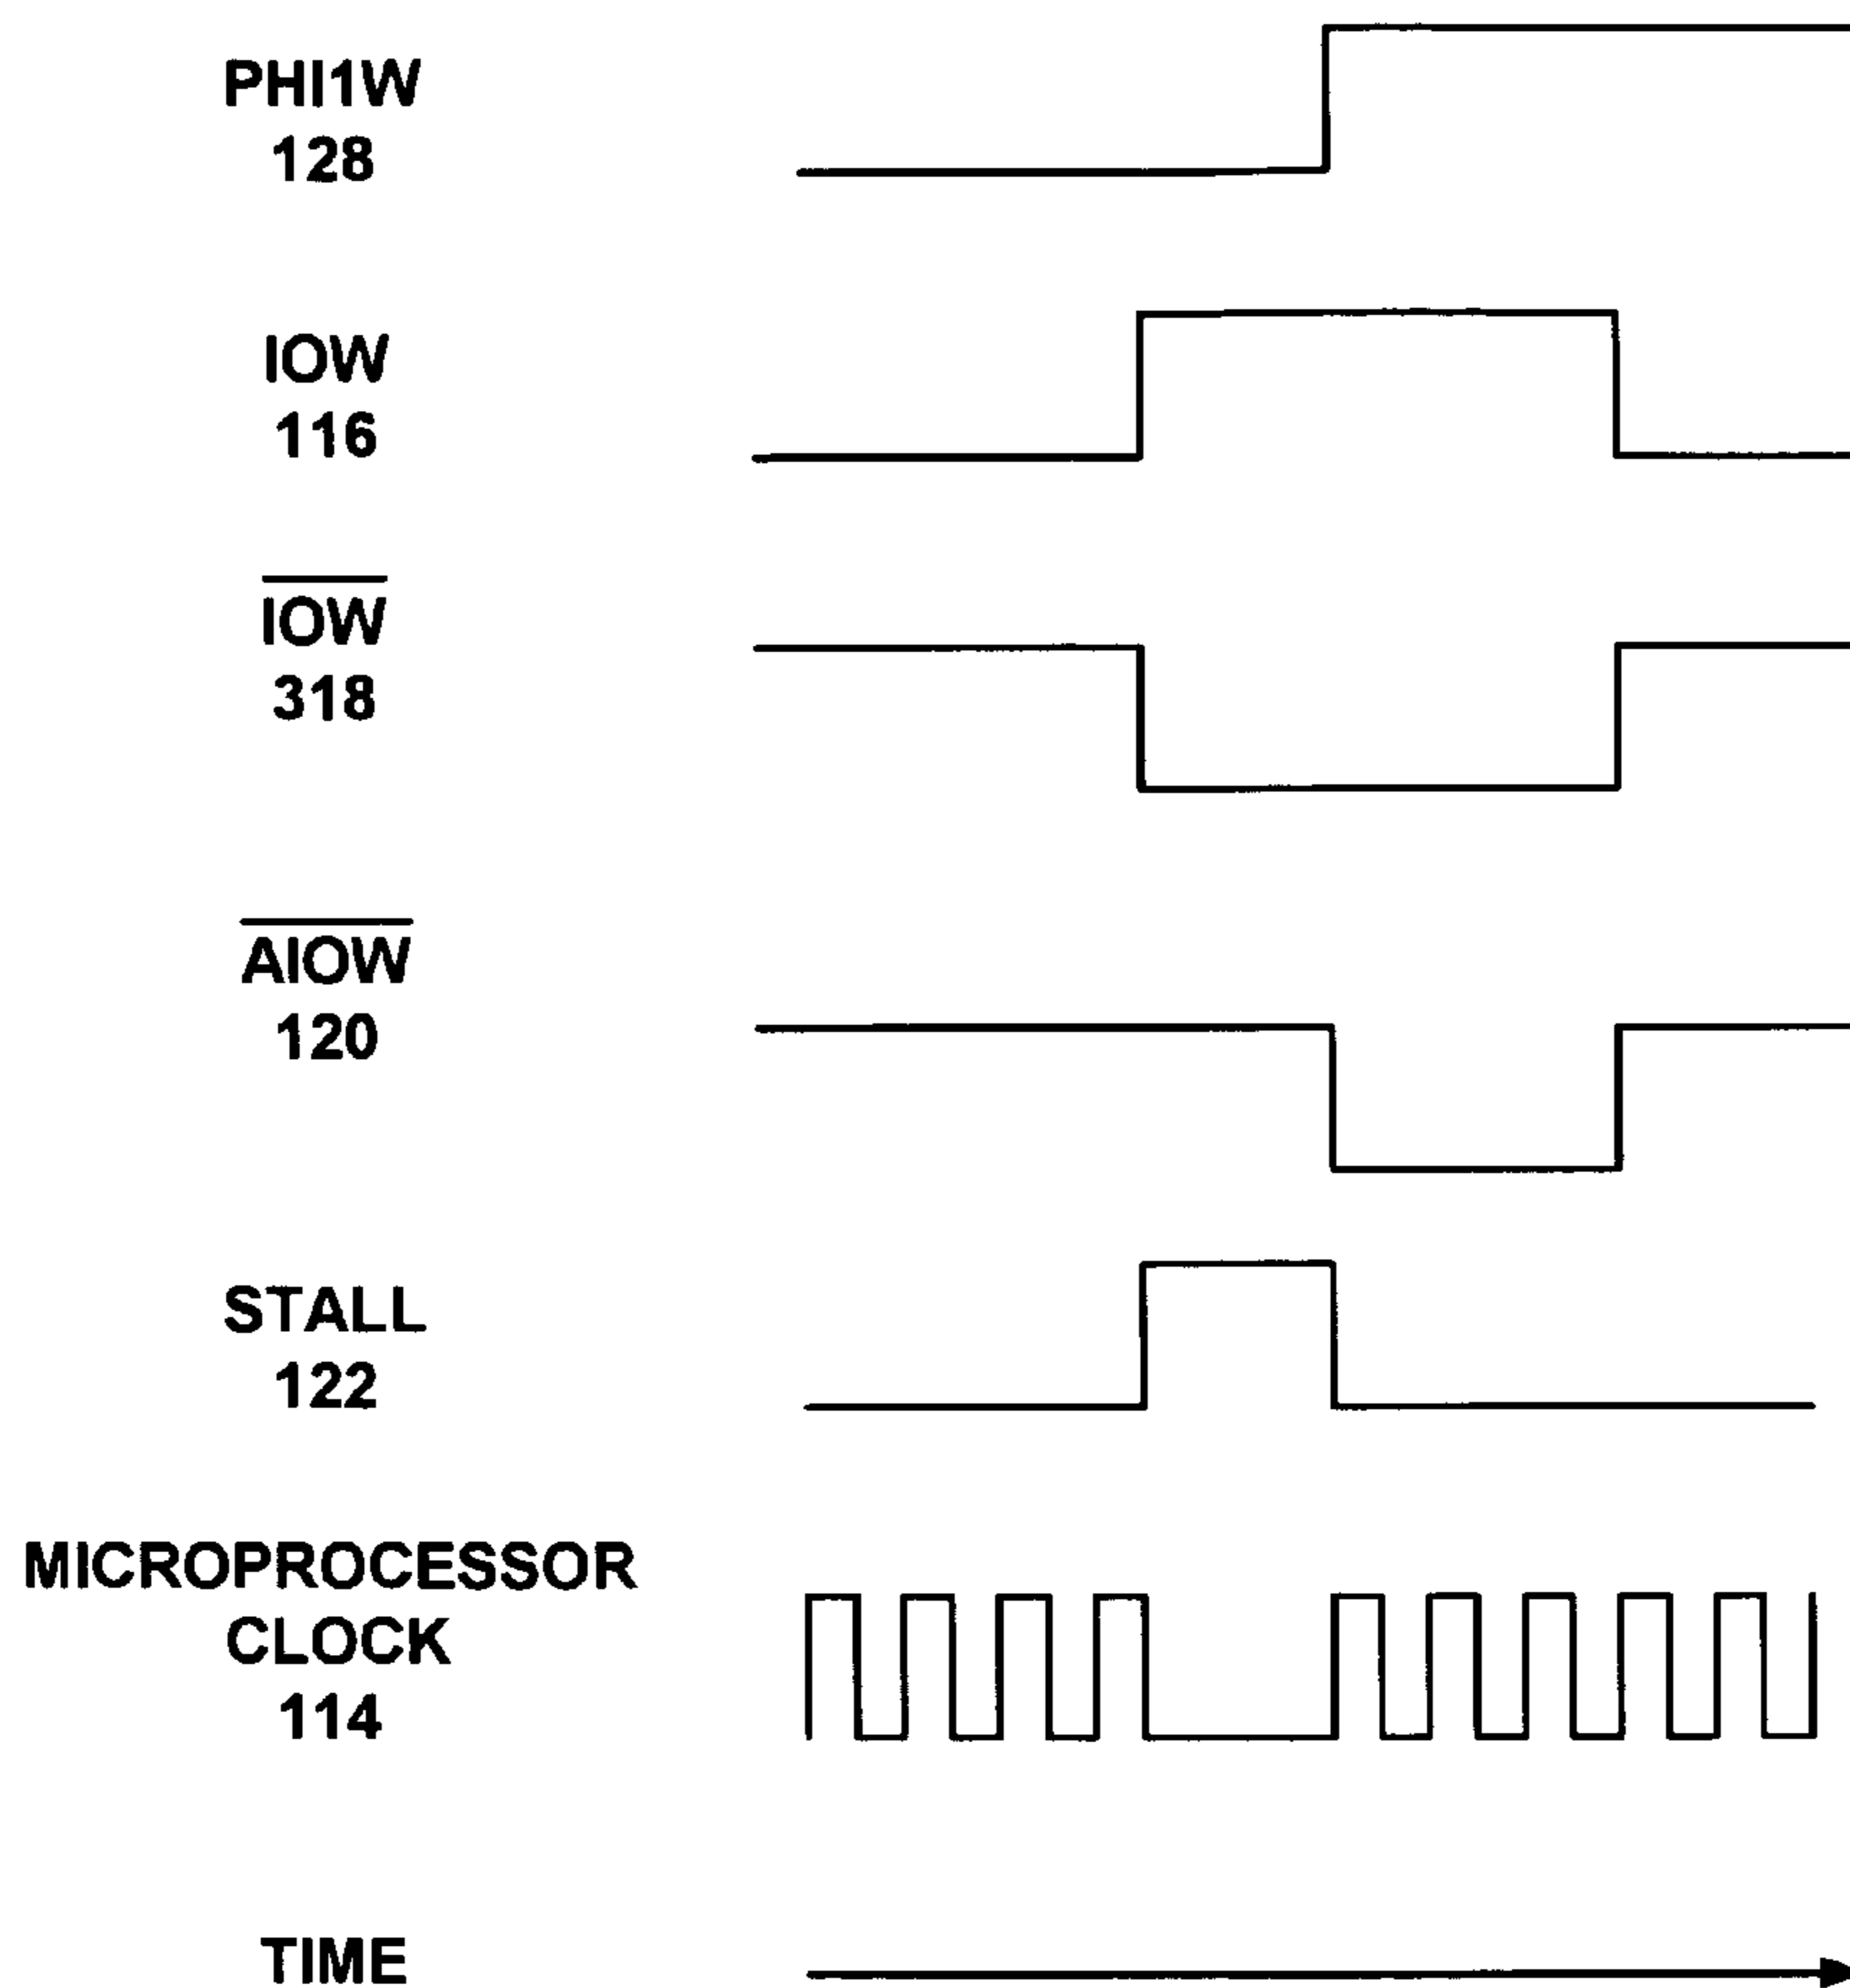 PHI1W
128
IOW
116
IOW
318
AIOW
120
STALL
122
MICROPROCESSOR
CLOCK
114
TIME